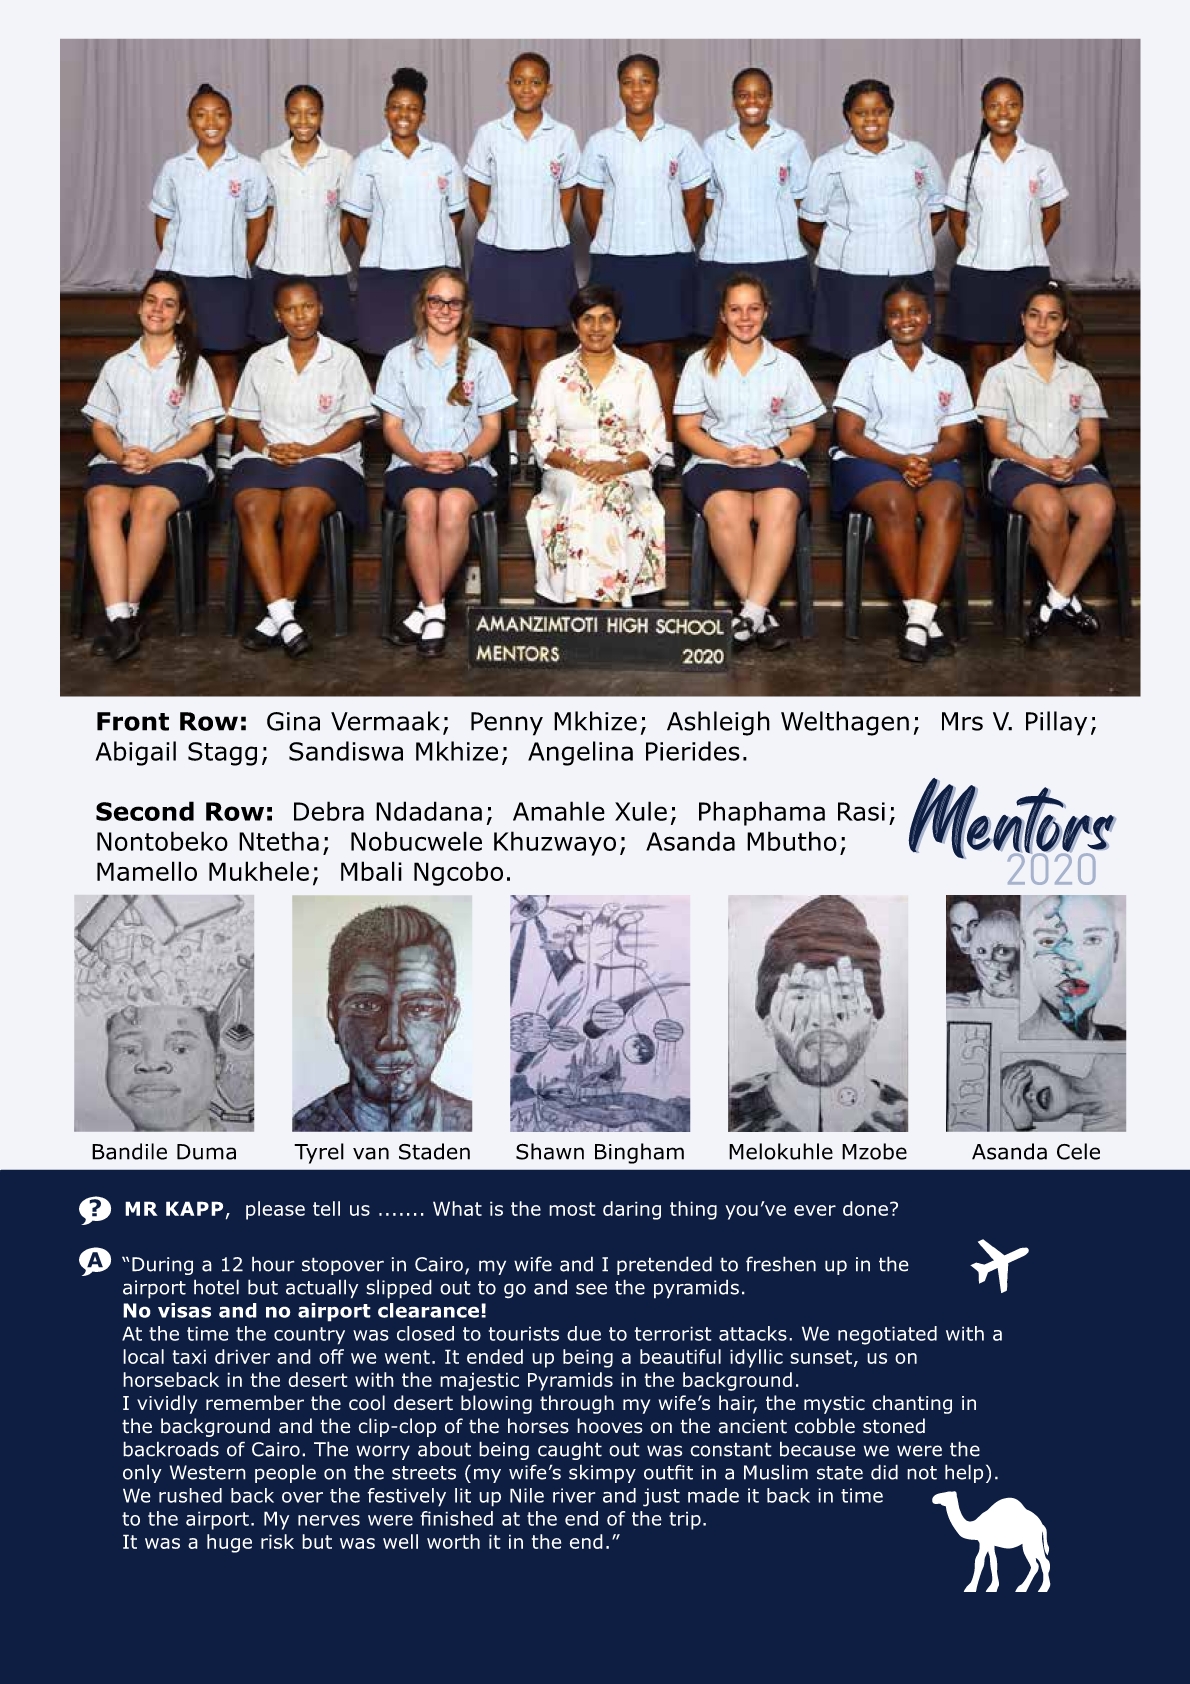 AMANZIMTOTI HIGH SCHOOL
MENTORS 2020
Front Row: Gina Vermaak; Penny Mkhize; Ashleigh Welthagen; Mrs V. Pillay;
Abigail Stagg; Sandiswa Mkhize; Angelina Pierides.
Second Row: Debra Ndadana; Amahle Xule; Phaphama Rasi;
Nontobeko Ntetha; Nobucwele Khuzwayo; Asanda Mbutho;
Mamello Mukhele; Mbali Ngcobo.
Mentors
2020
ABUSE
Bandile Duma
Tyrel van Staden
Shawn Bingham
Melokuhle Mzobe
Asanda Cele
? MR KAPP, please tell us ....... What is the most daring thing you’ve ever done?
A “During a 12 hour stopover in Cairo, my wife and I pretended to freshen up in the
airport hotel but actually slipped out to go and see the pyramids.
No visas and no airport clearance!
At the time the country was closed to tourists due to terrorist attacks. We negotiated with a
local taxi driver and off we went. It ended up being a beautiful idyllic sunset, us on
horseback in the desert with the majestic Pyramids in the background.
I vividly remember the cool desert blowing through my wife’s hair, the mystic chanting in
the background and the clip-clop of the horses hooves on the ancient cobble stoned
backroads of Cairo. The worry about being caught out was constant because we were the
only Western people on the streets (my wife’s skimpy outfit in a Muslim state did not help).
We rushed back over the festively lit up Nile river and just made it back in time
to the airport. My nerves were finished at the end of the trip.
It was a huge risk but was well worth it in the end.”